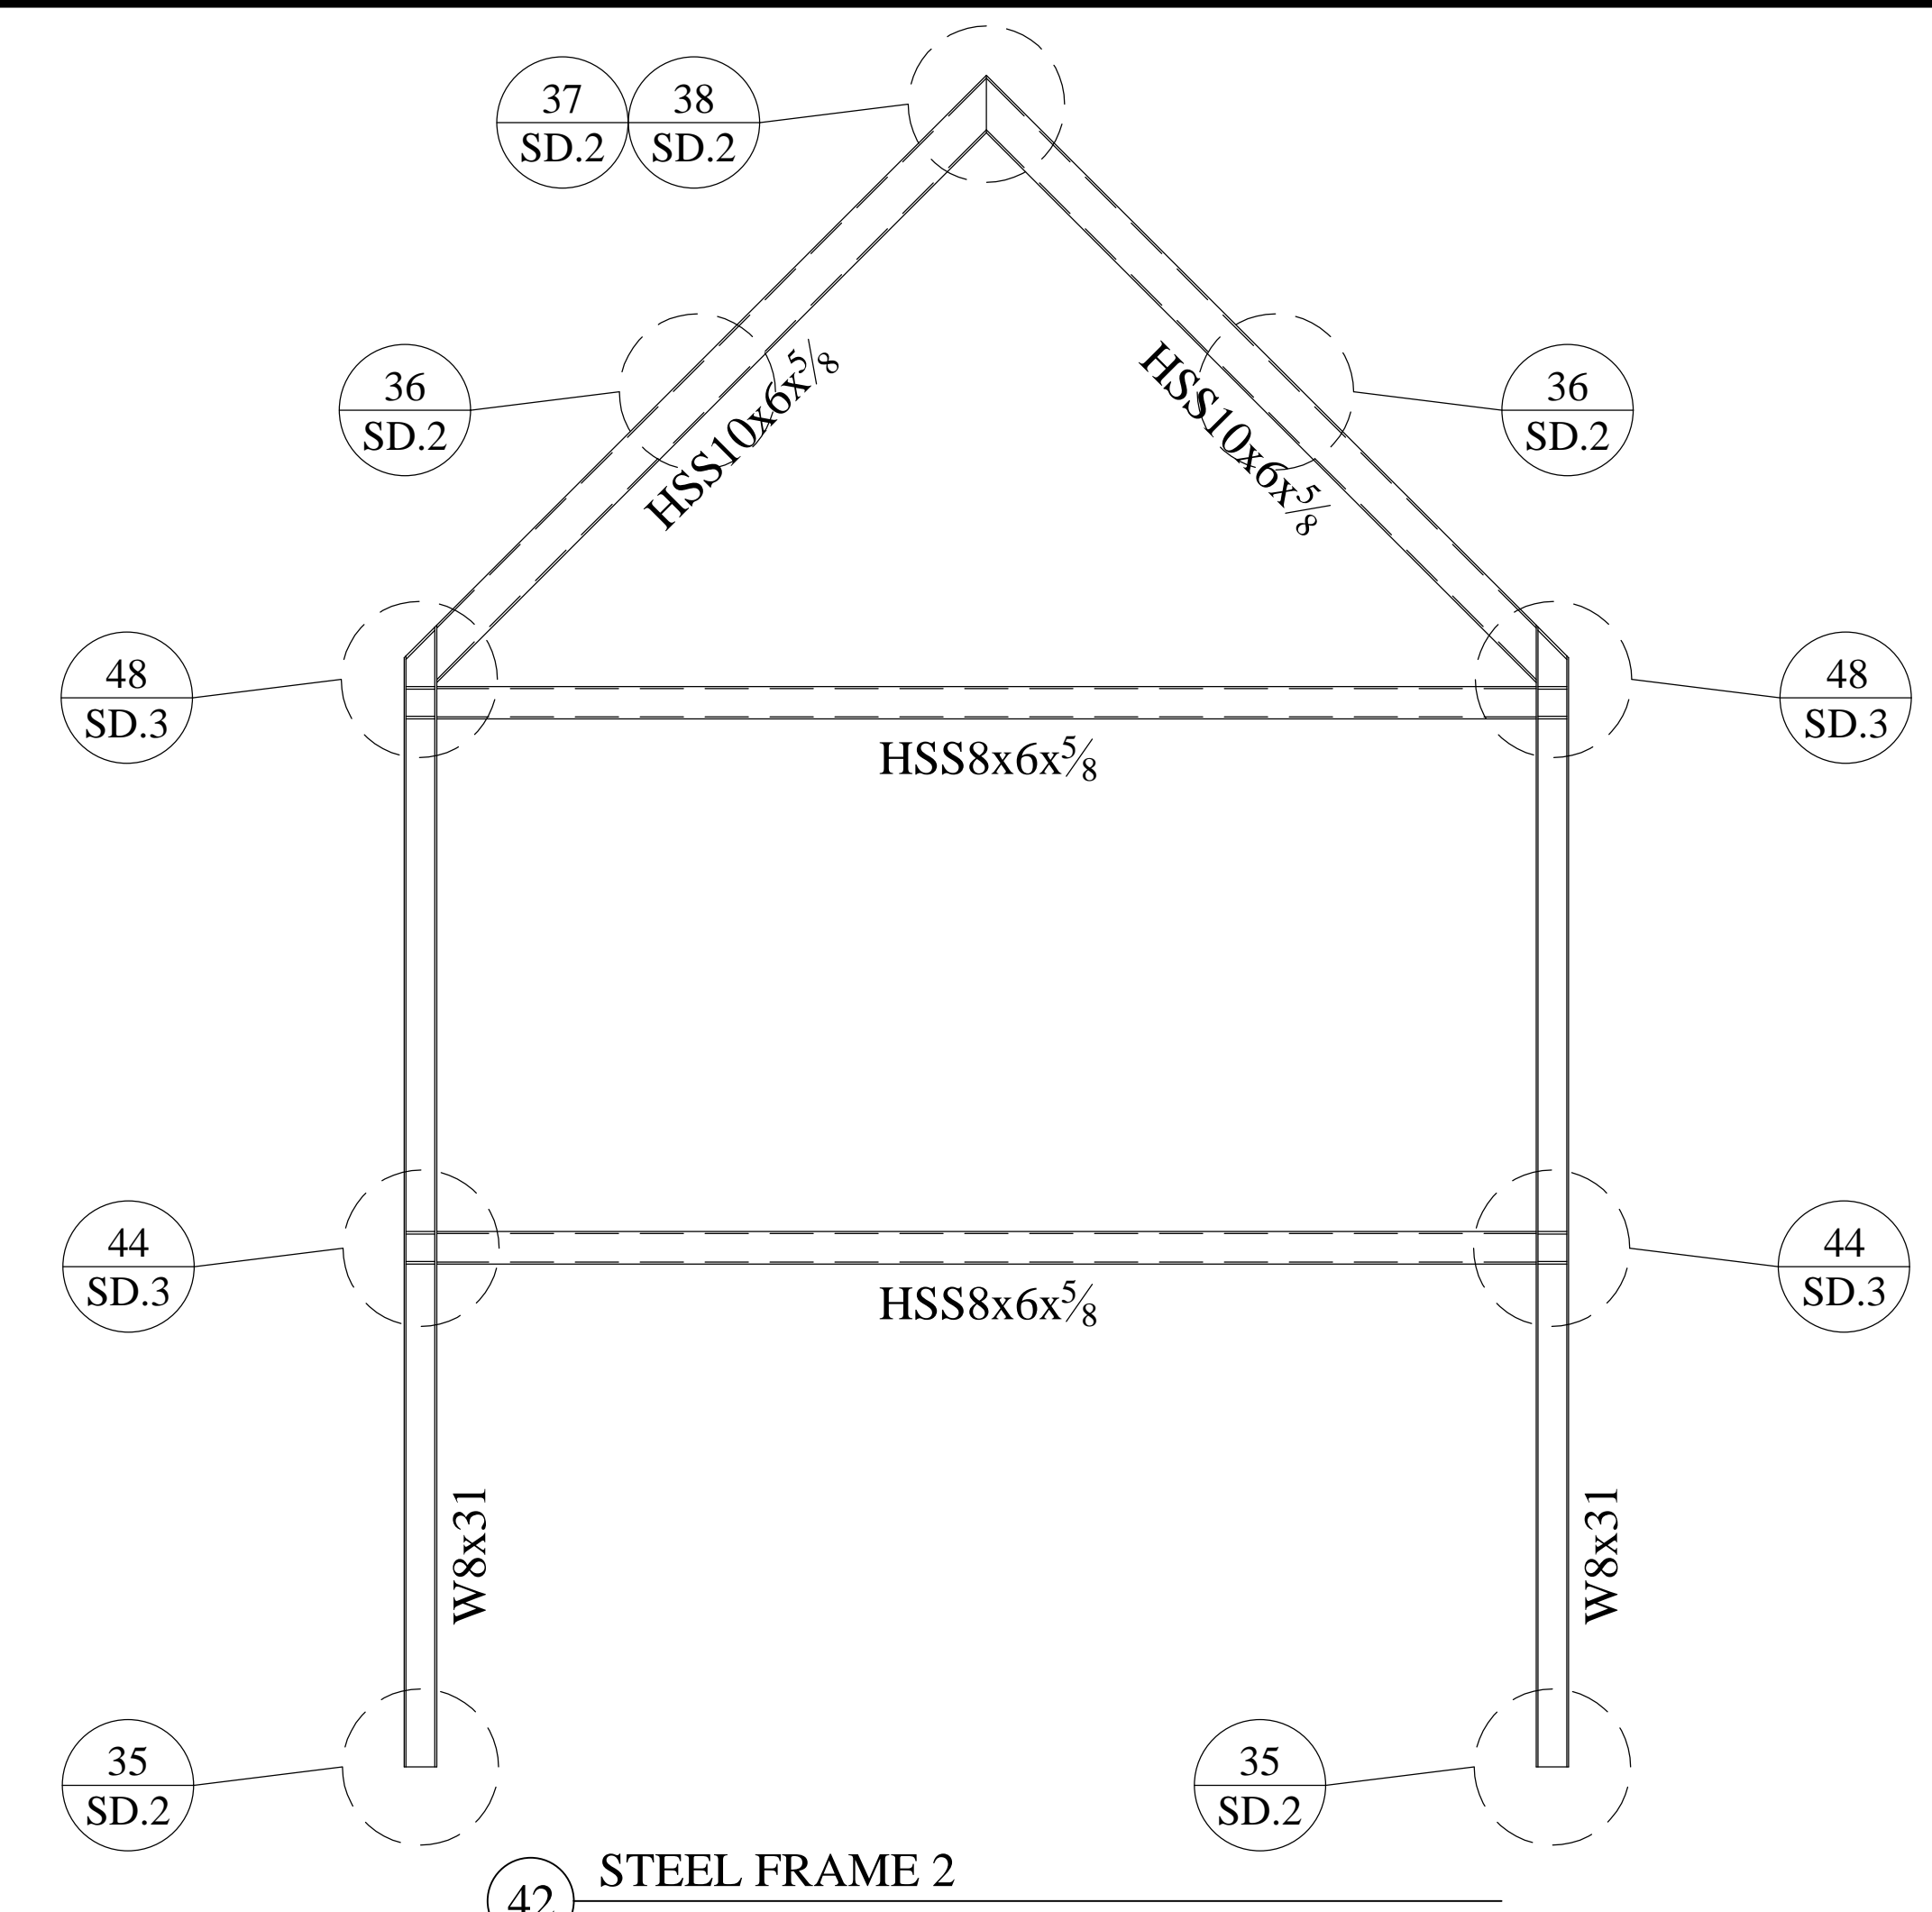 37
SD.2
38
SD.2
36
SD.2
HSS10x6x⅝
HSS10x6x⅝
36
SD.2
48
SD.3
48
SD.3
HSS8x6x⅝
44
SD.3
44
SD.3
HSS8x6x⅝
W8x31
W8x31
35
SD.2
35
SD.2
STEEL FRAME 2
42